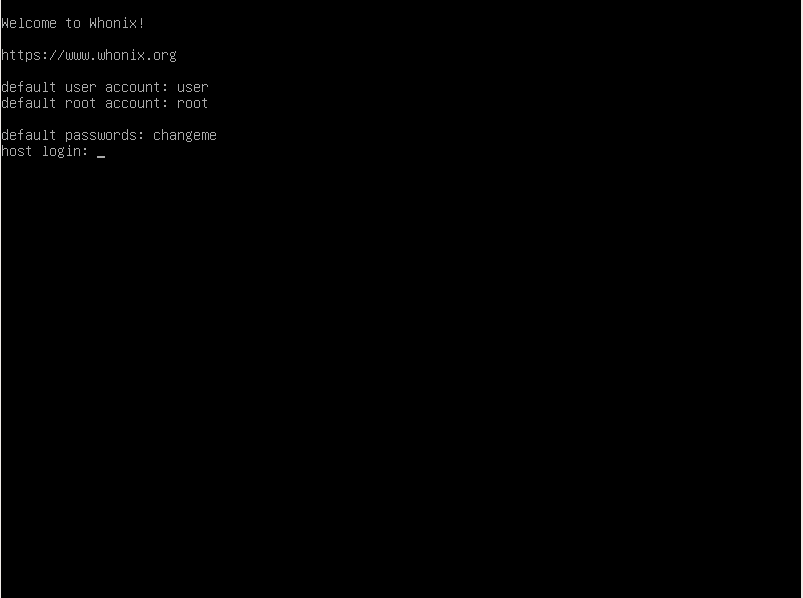 Welcome to Whonix!
https://www.whonix.org
default user account: user
default root account: root
default passwords: changeme
host login: _